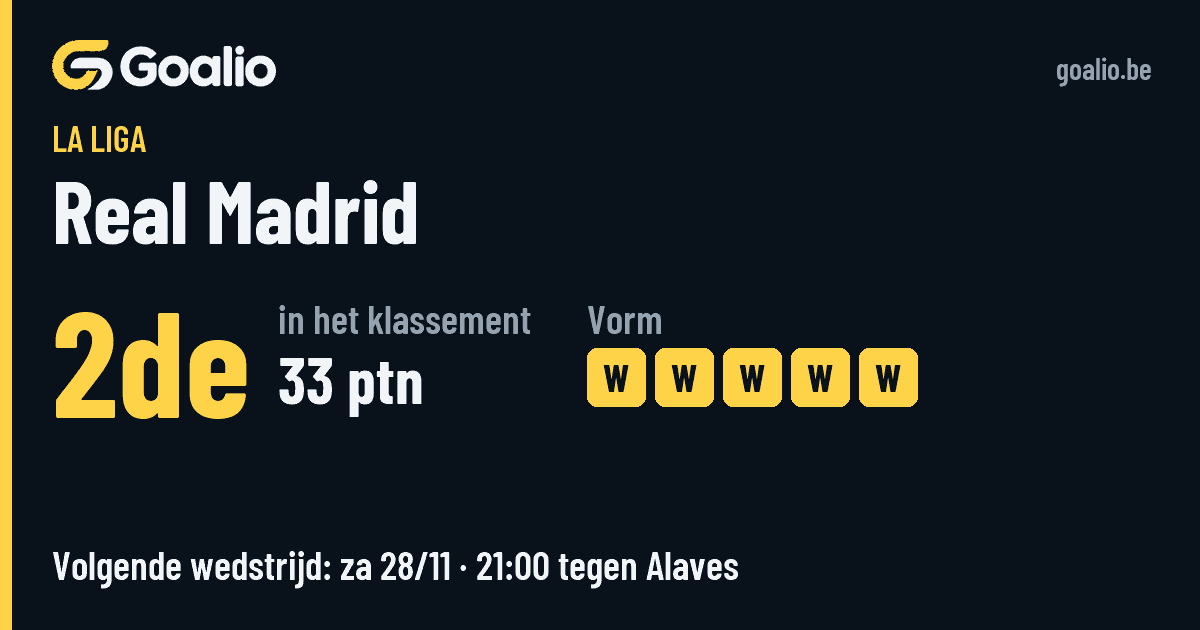 Goalio
goalio.be
LA LIGA
Real Madrid
2de
in het klassement
33 ptn
Vorm
W W W W W
Volgende wedstrijd: za 28/11 · 21:00 tegen Alaves